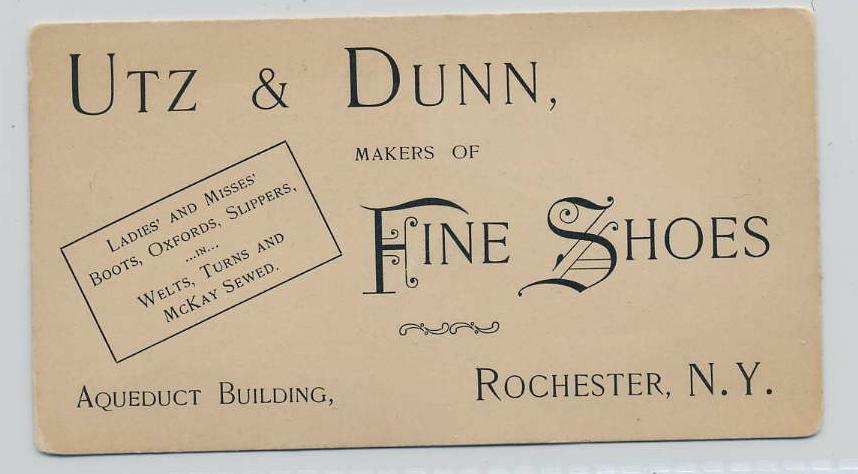 UTZ & DUNN,
MAKERS OF
FINE SHOES
LADIES' AND MISSES'
BOOTS, OXFORDS, SLIPPERS,
...IN...
WELTS, TURNS AND
MCKAY SEWED.
AQUEDUCT BUILDING,
ROCHESTER, N.Y.